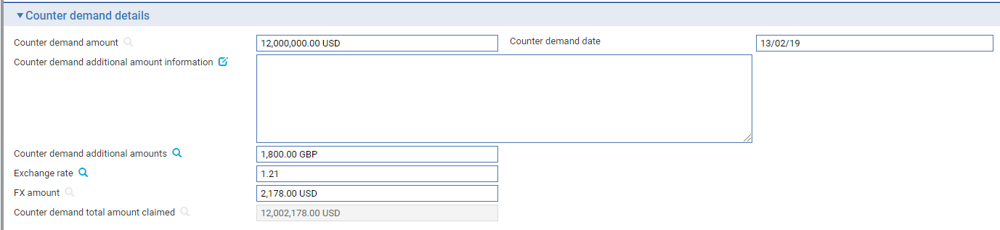 Counter demand details
Counter demand amount 12,000,000.00 USD Counter demand date 13/02/19
Counter demand additional amount information
Counter demand additional amounts 1,800.00 GBP
Exchange rate 1.21
FX amount 2,178.00 USD
Counter demand total amount claimed 12,002,178.00 USD